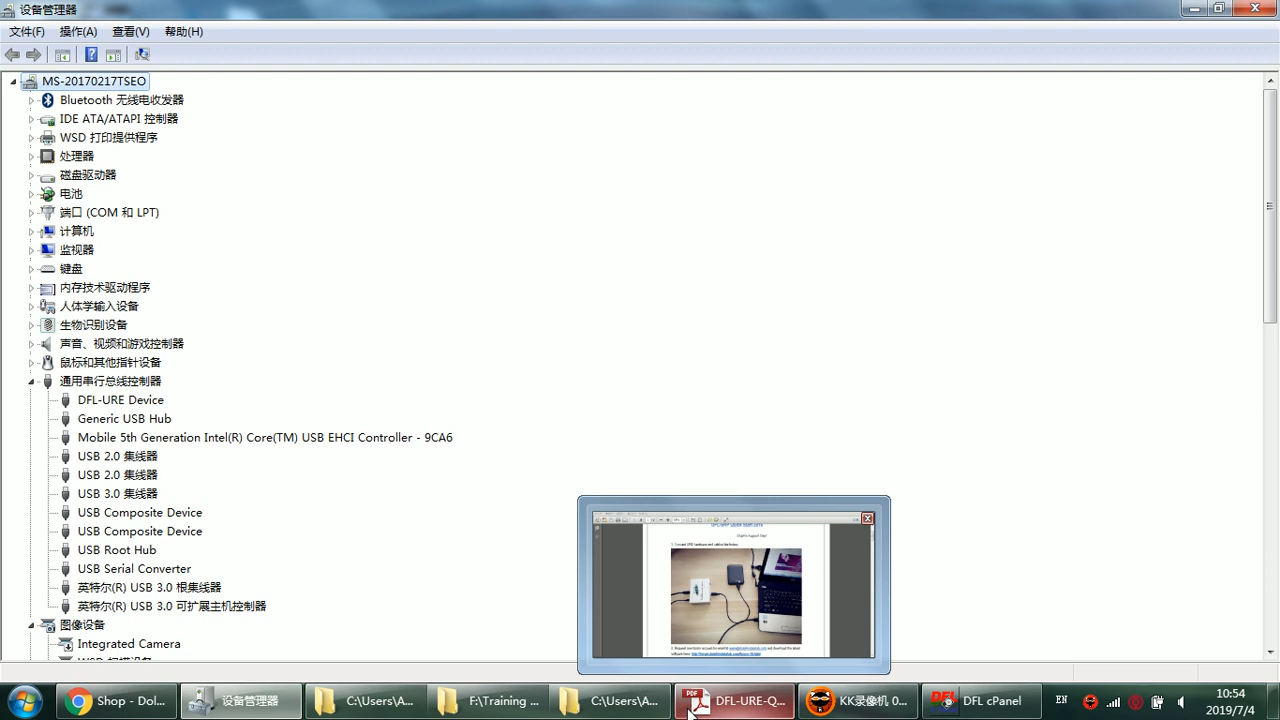 设备管理器
文件(F) 操作(A) 查看(V) 帮助(H)
MS-20170217TSEO
Bluetooth 无线电收发器
IDE ATA/ATAPI 控制器
WSD 打印提供程序
处理器
磁盘驱动器
电池
端口 (COM 和 LPT)
计算机
监视器
键盘
内存技术驱动程序
人体学输入设备
生物识别设备
声音、视频和游戏控制器
鼠标和其他指针设备
通用串行总线控制器
DFL-URE Device
Generic USB Hub
Mobile 5th Generation Intel(R) Core(TM) USB EHCI Controller - 9CA6
USB 2.0 集线器
USB 2.0 集线器
USB 3.0 集线器
USB Composite Device
USB Composite Device
USB Root Hub
USB Serial Converter
英特尔(R) USB 3.0 根集线器
英特尔(R) USB 3.0 可扩展主机控制器
图像设备
Integrated Camera
WSD 扫描设备
Shop - Dol...
设备管理器
C:\Users\A...
F:\Training ...
C:\Users\A...
PDF
DFL-URE-Q...
KK录像机 0...
DFL
DFL cPanel
EN
10:54
2019/7/4